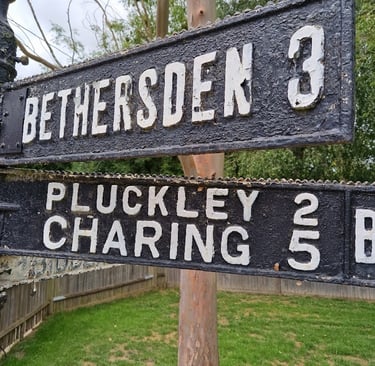 BETHERSDEN 3
PLUCKLEY 2
CHARING 5
B